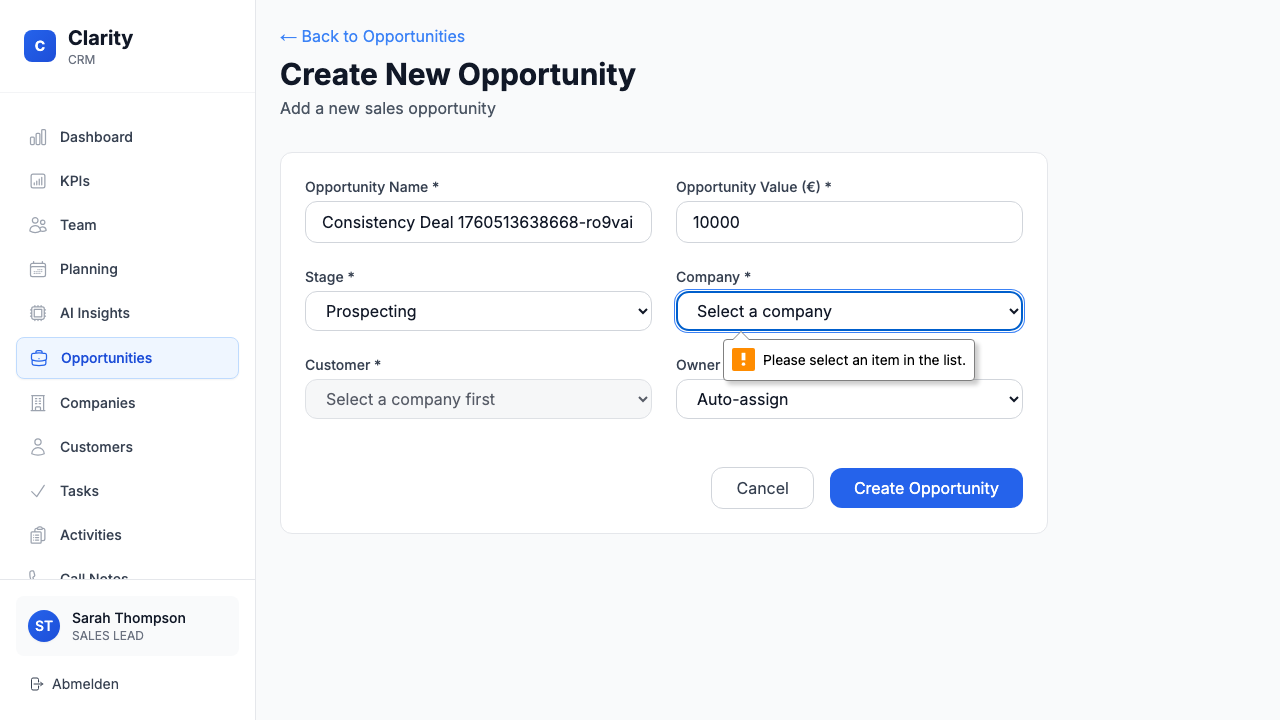 C
Clarity
CRM
Dashboard
KPIs
Team
Planning
AI Insights
Opportunities
Companies
Customers
Tasks
Activities
Call Notes
ST
Sarah Thompson
SALES LEAD
Abmelden
← Back to Opportunities
Create New Opportunity
Add a new sales opportunity
Opportunity Name *
Opportunity Value (€) *
Consistency Deal 1760513638668-ro9vai
10000
Stage *
Company *
Prospecting
Select a company
Please select an item in the list.
Customer *
Owner
Select a company first
Auto-assign
Cancel
Create Opportunity